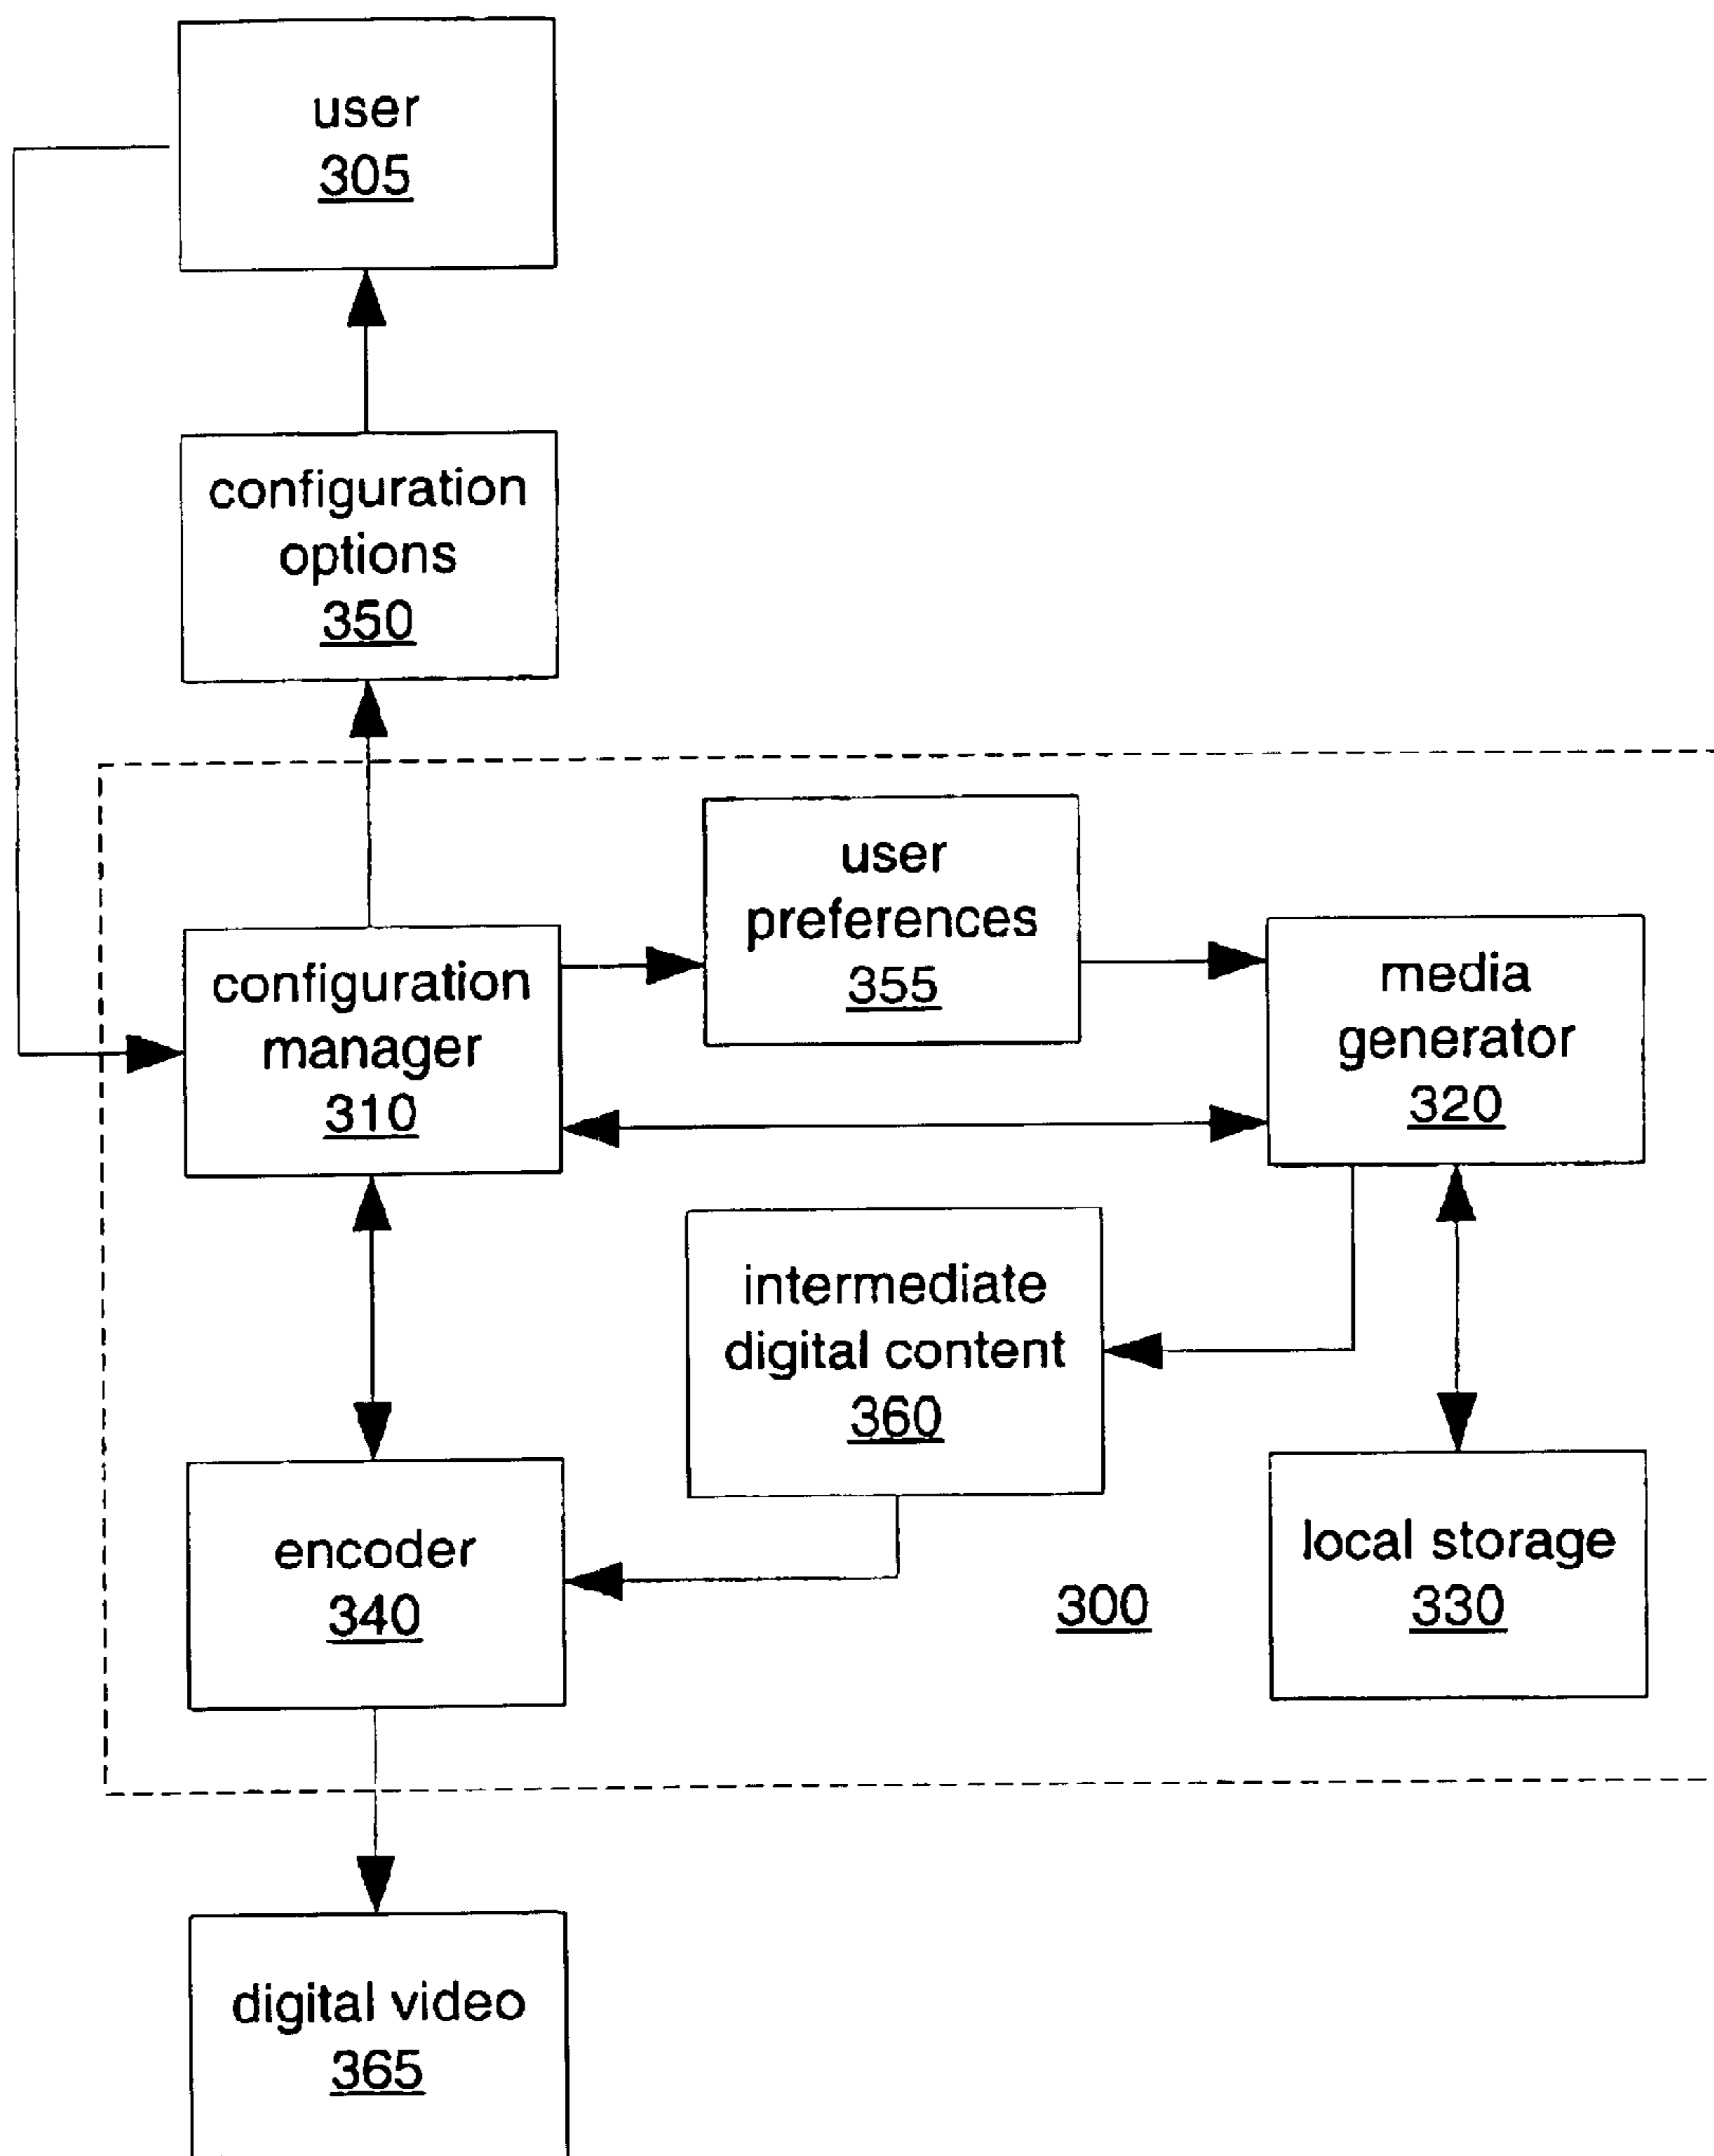 user
305
configuration
options
350
user
preferences
355
configuration
manager
310
media
generator
320
intermediate
digital content
360
encoder
340
300
local storage
330
digital video
365